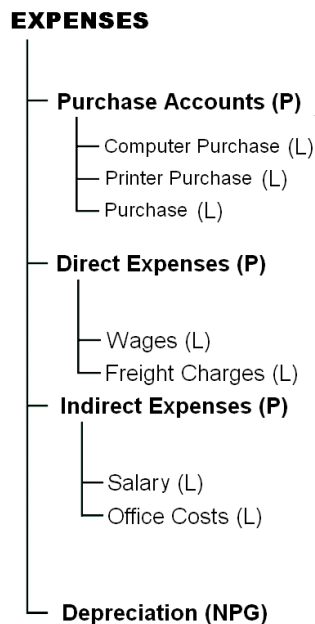 EXPENSES
Purchase Accounts (P)
Computer Purchase (L)
Printer Purchase (L)
Purchase (L)
Direct Expenses (P)
Wages (L)
Freight Charges (L)
Indirect Expenses (P)
Salary (L)
Office Costs (L)
Depreciation (NPG)